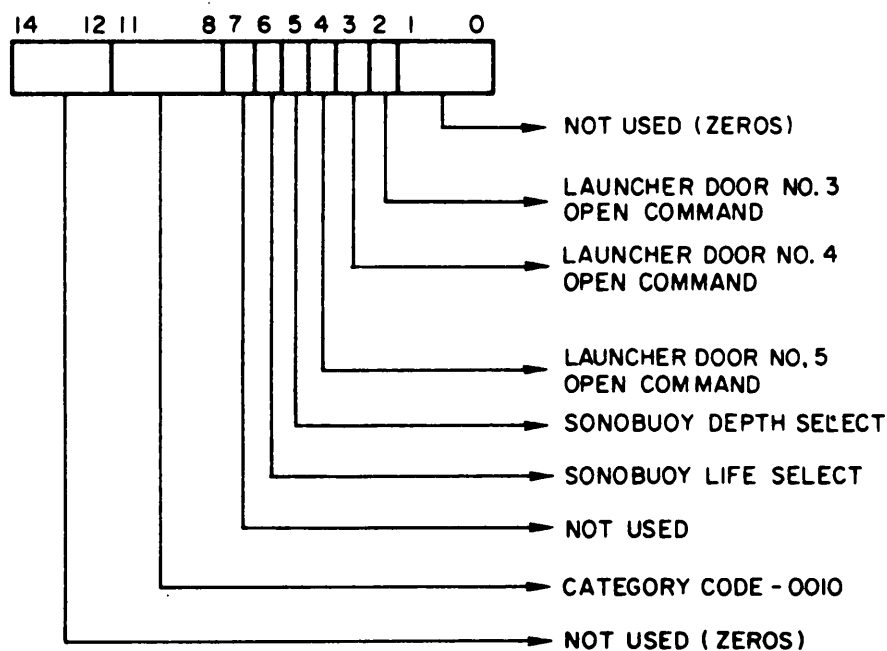 14 12 11 8 7 6 5 4 3 2 1 0
NOT USED (ZEROS)
LAUNCHER DOOR NO. 3
OPEN COMMAND
LAUNCHER DOOR NO. 4
OPEN COMMAND
LAUNCHER DOOR NO. 5
OPEN COMMAND
SONOBUOY DEPTH SELECT
SONOBUOY LIFE SELECT
NOT USED
CATEGORY CODE - 0010
NOT USED (ZEROS)